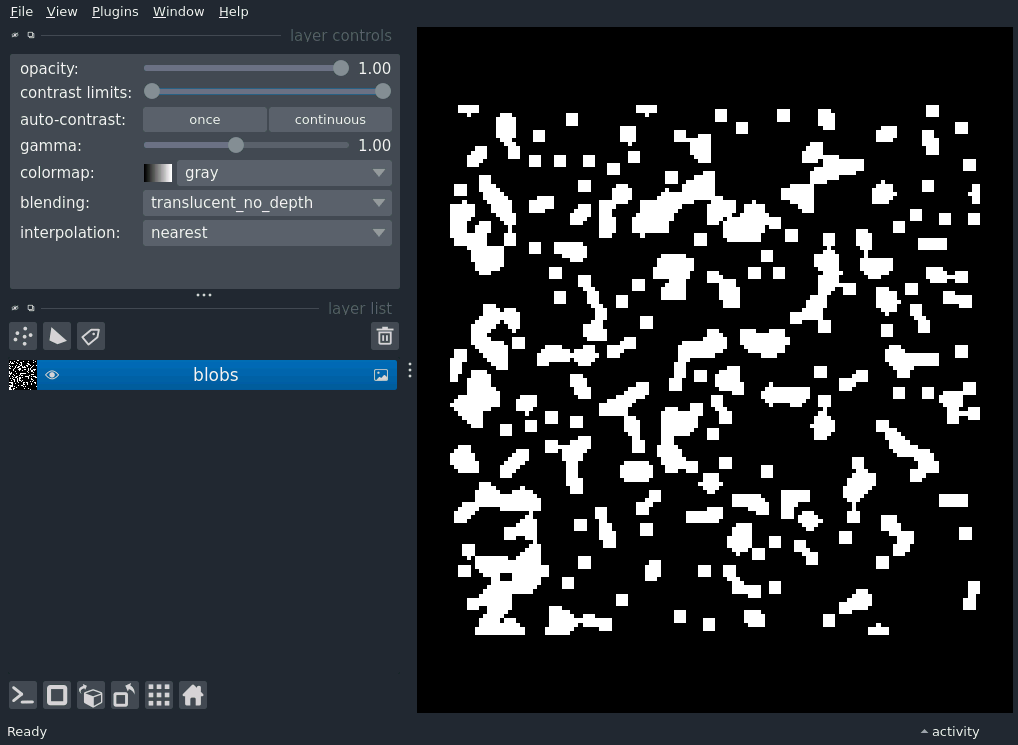 File View Plugins Window Help
layer controls
opacity: 1.00
contrast limits:
auto-contrast: once continuous
gamma: 1.00
colormap: gray
blending: translucent_no_depth
interpolation: nearest
layer list
blobs
Ready activity